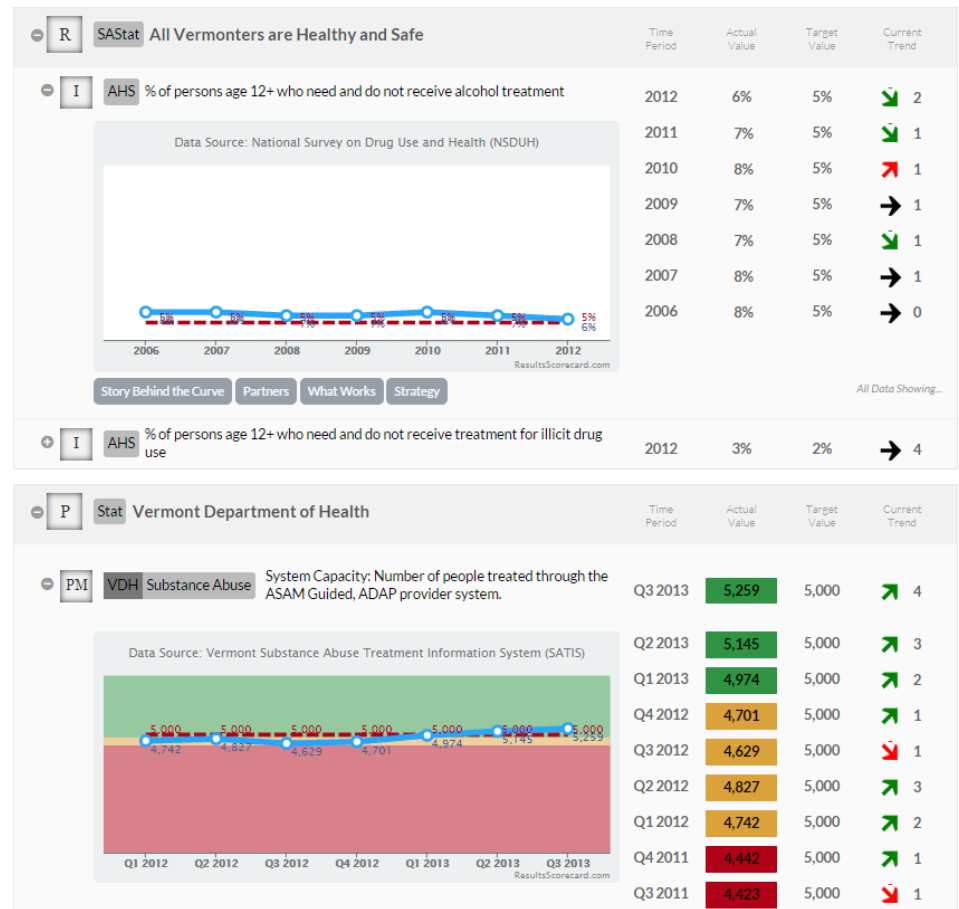 R SAStat All Vermonters are Healthy and Safe Time Period Actual Value Target Value Current Trend
I AHS % of persons age 12+ who need and do not receive alcohol treatment 2012 6% 5% 2
Data Source: National Survey on Drug Use and Health (NSDUH)
2011 7% 5% 1
2010 8% 5% 1
2009 7% 5% 1
2008 7% 5% 1
2007 8% 5% 1
2006 8% 5% 0
5%
6%
2006 2007 2008 2009 2010 2011 2012
ResultsScorecard.com
Story Behind the Curve Partners What Works Strategy All Data Showing...
I AHS % of persons age 12+ who need and do not receive treatment for illicit drug
use 2012 3% 2% 4
P Stat Vermont Department of Health Time Period Actual Value Target Value Current Trend
PM VDH Substance Abuse System Capacity: Number of people treated through the
ASAM Guided, ADAP provider system. Q3 2013 5,259 5,000 4
Data Source: Vermont Substance Abuse Treatment Information System (SATIS)
Q2 2013 5,145 5,000 3
Q1 2013 4,974 5,000 2
Q4 2012 4,701 5,000 1
Q3 2012 4,629 5,000 1
Q2 2012 4,827 5,000 3
Q1 2012 4,742 5,000 2
Q4 2011 4,442 5,000 1
Q3 2011 4,423 5,000 1
5,000 5,000 5,000 5,000 5,000 5,000 5,000
4,742 4,827 4,629 4,701 4,974 5,145 5,259
Q1 2012 Q2 2012 Q3 2012 Q4 2012 Q1 2013 Q2 2013 Q3 2013
ResultsScorecard.com